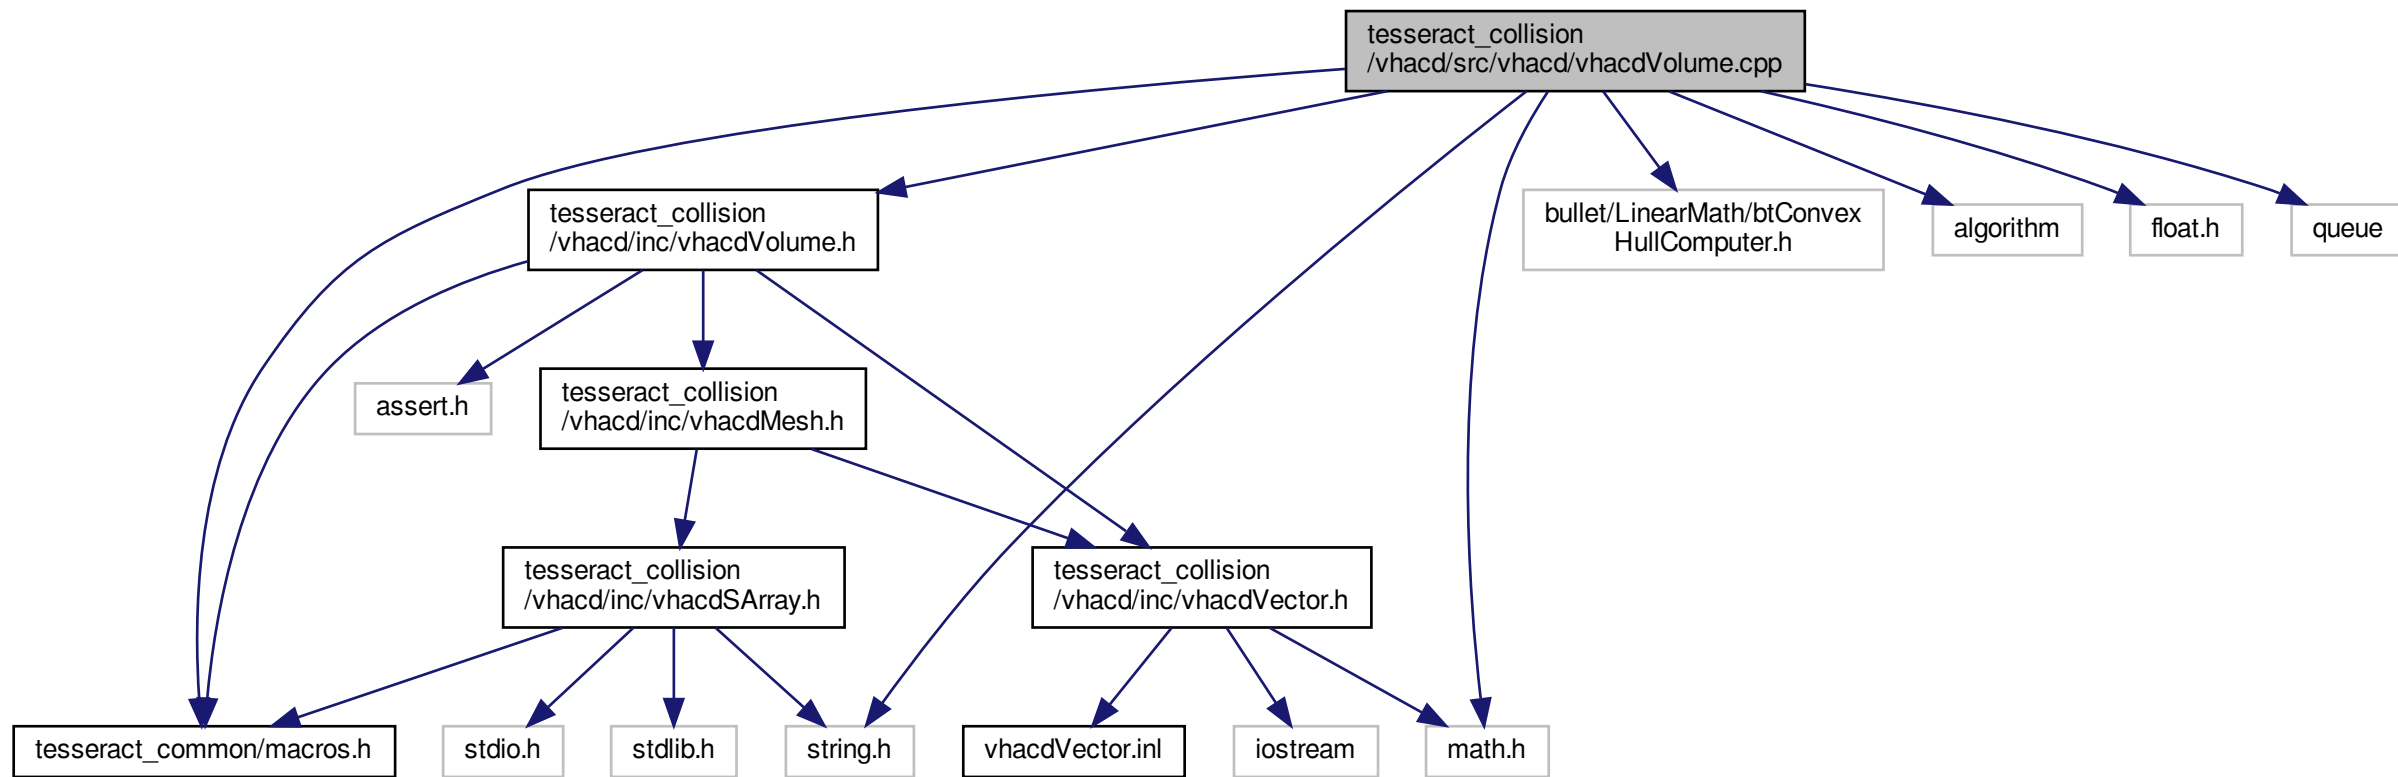 tesseract_collision
/vhacd/src/vhacd/vhacdVolume.cpp
tesseract_collision
/vhacd/inc/vhacdVolume.h
bullet/LinearMath/btConvex
HullComputer.h
algorithm
float.h
queue
assert.h
tesseract_collision
/vhacd/inc/vhacdMesh.h
tesseract_collision
/vhacd/inc/vhacdSArray.h
tesseract_collision
/vhacd/inc/vhacdVector.h
tesseract_common/macros.h
stdio.h
stdlib.h
string.h
vhacdVector.inl
iostream
math.h